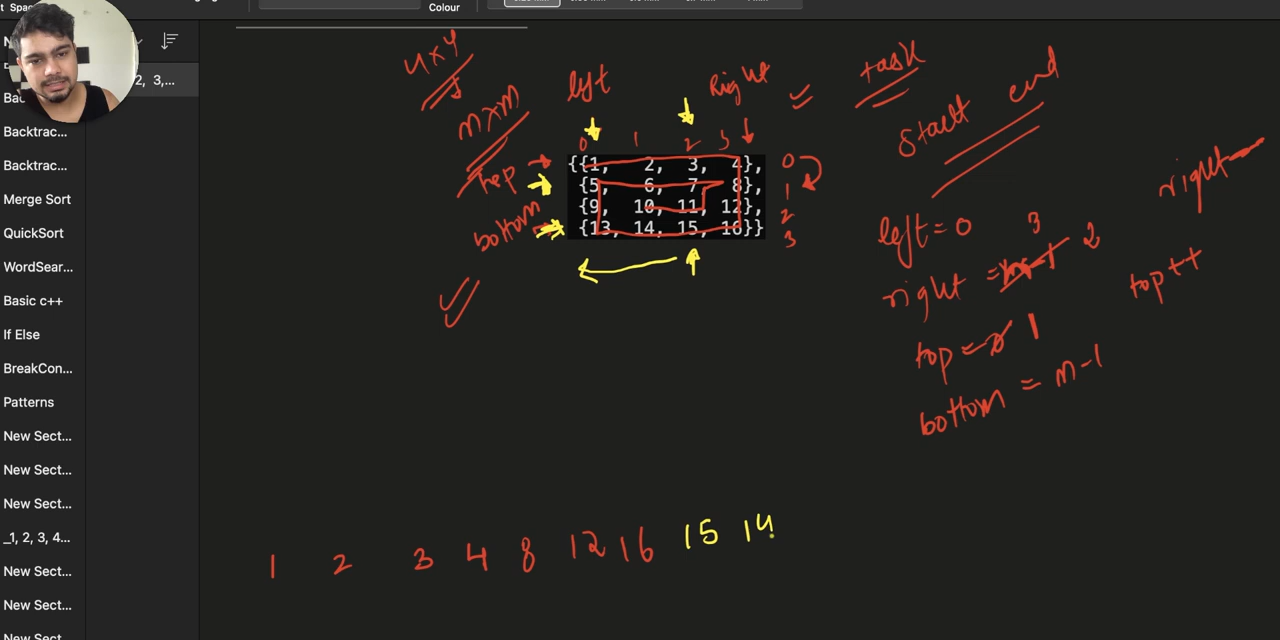 Colour
2, 3,...
Backtrac...
Backtrac...
Merge Sort
QuickSort
WordSear...
Basic c++
If Else
BreakCon...
Patterns
New Sect...
New Sect...
New Sect...
_1, 2, 3, 4...
New Sect...
New Sect...
New Sect...
4x4
left
Right
task
start end
0 1 2 3
top
bottom
{{1, 2, 3, 4},
{5, 6, 7, 8},
{9, 10, 11, 12},
{13, 14, 15, 16}}
0
1
2
3
left = 0
3
right = 2
top = 1
bottom = n-1
right--
top++
1 2 3 4 8 12 16 15 14